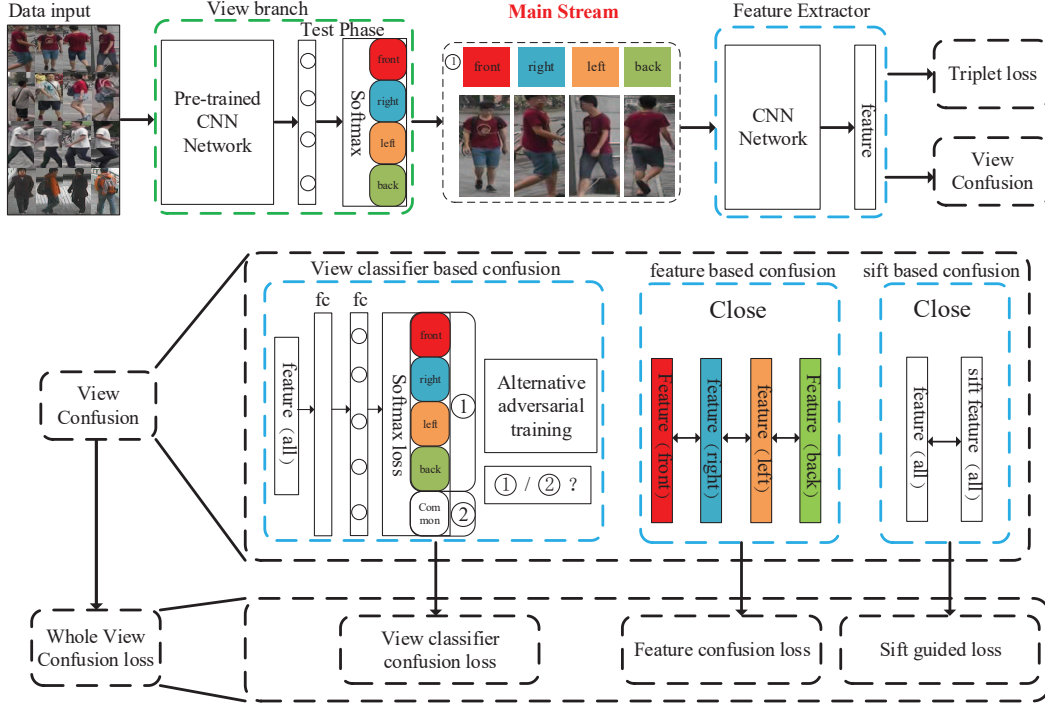 Data input
View branch
Main Stream
Feature Extractor
Test Phase
Pre-trained
CNN
Network
Softmax
front
right
left
back
①
front
right
left
back
CNN
Network
feature
Triplet loss
View
Confusion
View classifier based confusion
feature based confusion
sift based confusion
fc
fc
feature（all）
Softmax loss
front
right
left
back
Com
mon
①
②
Alternative
adversarial
training
① / ② ?
Close
Feature（front）
feature（right）
feature（left）
Feature（back）
Close
feature（all）
sift feature（all）
View
Confusion
Whole View
Confusion loss
View classifier
confusion loss
Feature confusion loss
Sift guided loss